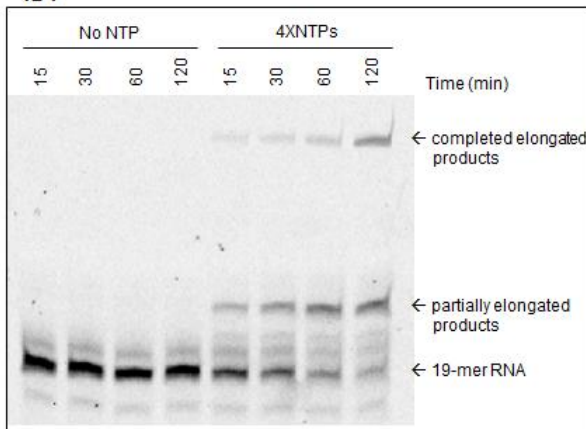 No NTP 4XNTPs
15 30 60 120 15 30 60 120 Time (min)
← completed elongated
products
← partially elongated
products
← 19-mer RNA